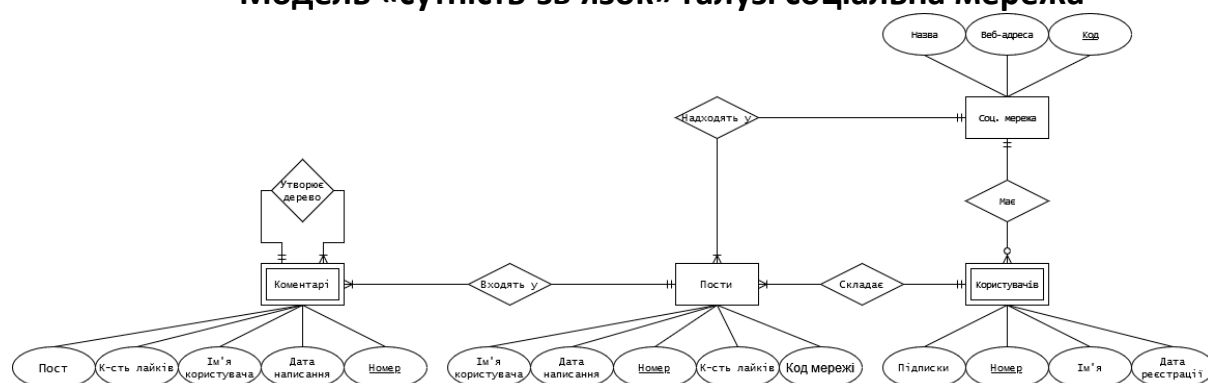 Модель «сутність-зв'язок» галузі соціальна мережа
Назва
Веб-адреса
Код
Надходять у
Соц. мережа
Утворює
дерево
Має
Коментарі
Входять у
Пости
Складає
Користувачів
Пост
К-сть лайків
Ім'я
користувача
Дата
написання
Номер
Ім'я
користувача
Дата
написання
Номер
К-сть лайків
Код мережі
Підписки
Номер
Ім'я
Дата
реєстрації